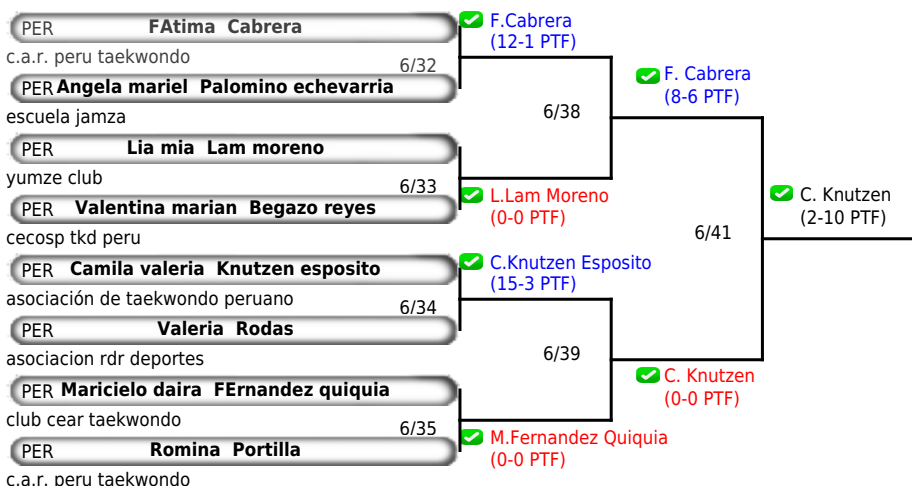 PER FAtima Cabrera
c.a.r. peru taekwondo
6/32
PER Angela mariel Palomino echevarria
escuela jamza
PER Lia mia Lam moreno
yumze club
6/33
PER Valentina marian Begazo reyes
cecosp tkd peru
PER Camila valeria Knutzen esposito
asociación de taekwondo peruano
6/34
PER Valeria Rodas
asociacion rdr deportes
PER Maricielo daira FErnandez quiquia
club cear taekwondo
6/35
PER Romina Portilla
c.a.r. peru taekwondo
F.Cabrera
(12-1 PTF)
6/38
L.Lam Moreno
(0-0 PTF)
C.Knutzen Esposito
(15-3 PTF)
6/39
M.Fernandez Quiquia
(0-0 PTF)
F. Cabrera
(8-6 PTF)
6/41
C. Knutzen
(0-0 PTF)
C. Knutzen
(2-10 PTF)